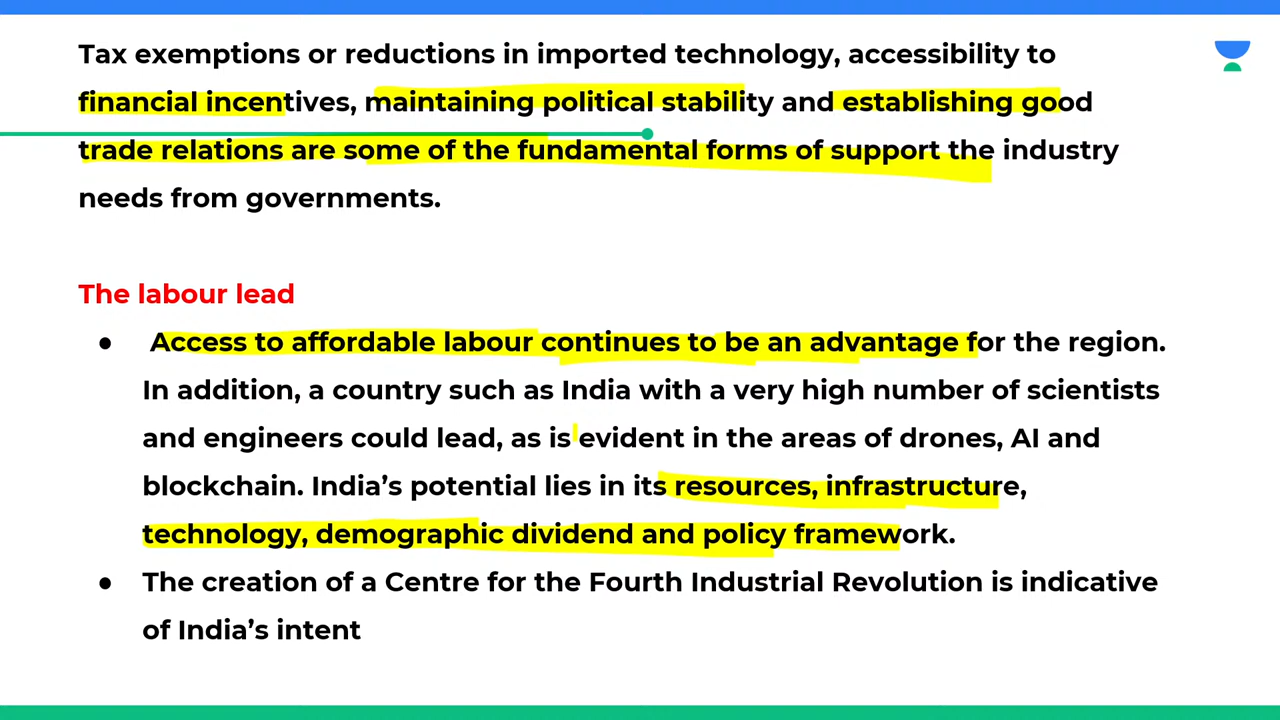 Tax exemptions or reductions in imported technology, accessibility to
financial incentives, maintaining political stability and establishing good
trade relations are some of the fundamental forms of support the industry
needs from governments.
The labour lead
● Access to affordable labour continues to be an advantage for the region.
In addition, a country such as India with a very high number of scientists
and engineers could lead, as is evident in the areas of drones, AI and
blockchain. India’s potential lies in its resources, infrastructure,
technology, demographic dividend and policy framework.
● The creation of a Centre for the Fourth Industrial Revolution is indicative
of India’s intent